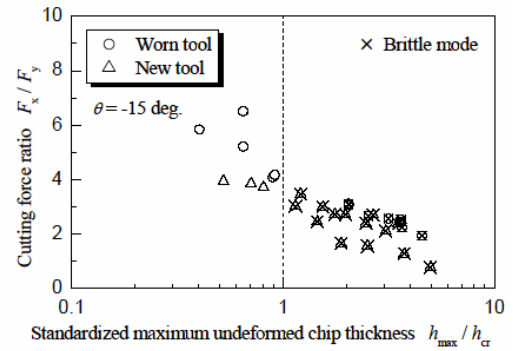 10
8
6
4
2
0
Cutting force ratio Fx / Fy
Worn tool
New tool
Brittle mode
θ = -15 deg.
0.1 1 10
Standardized maximum undeformed chip thickness hmax / hcr